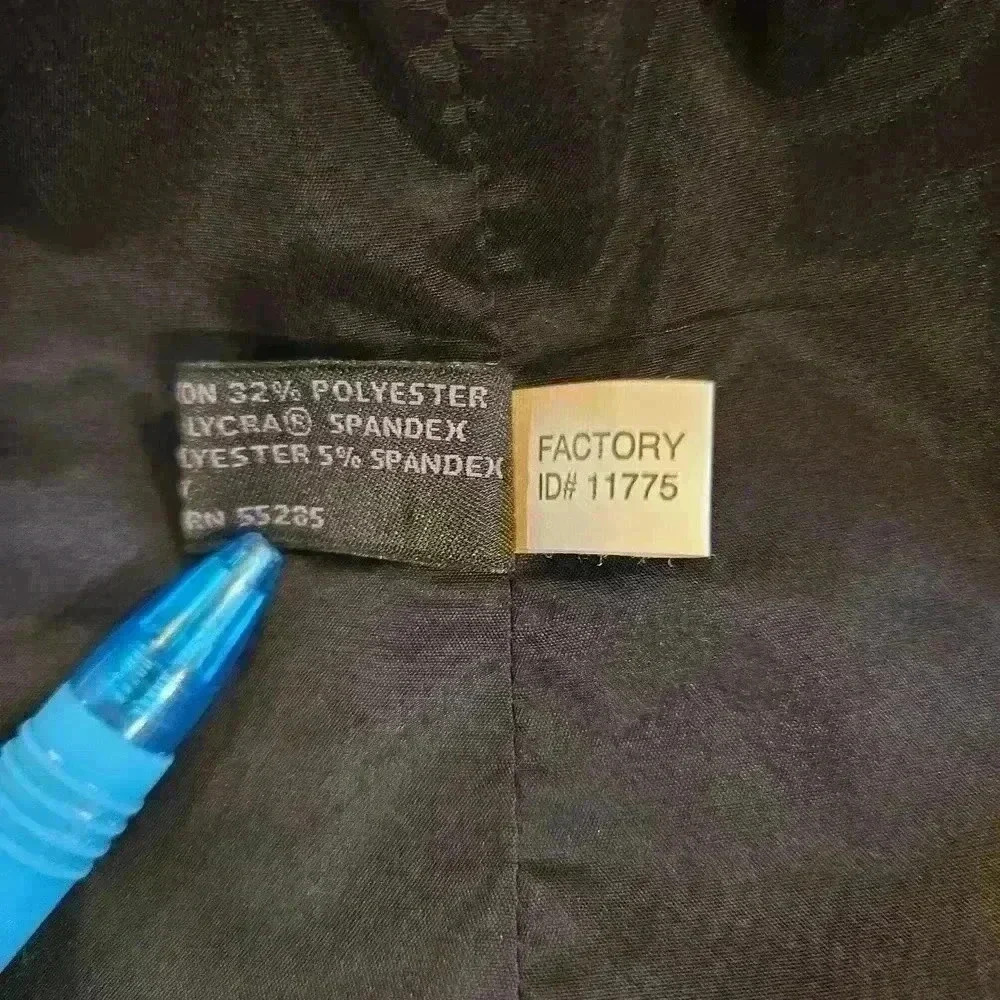 ON 32% POLYESTER
LYCRA® SPANDEX
LYESTER 5% SPANDEX
RN 55285
FACTORY
ID# 11775